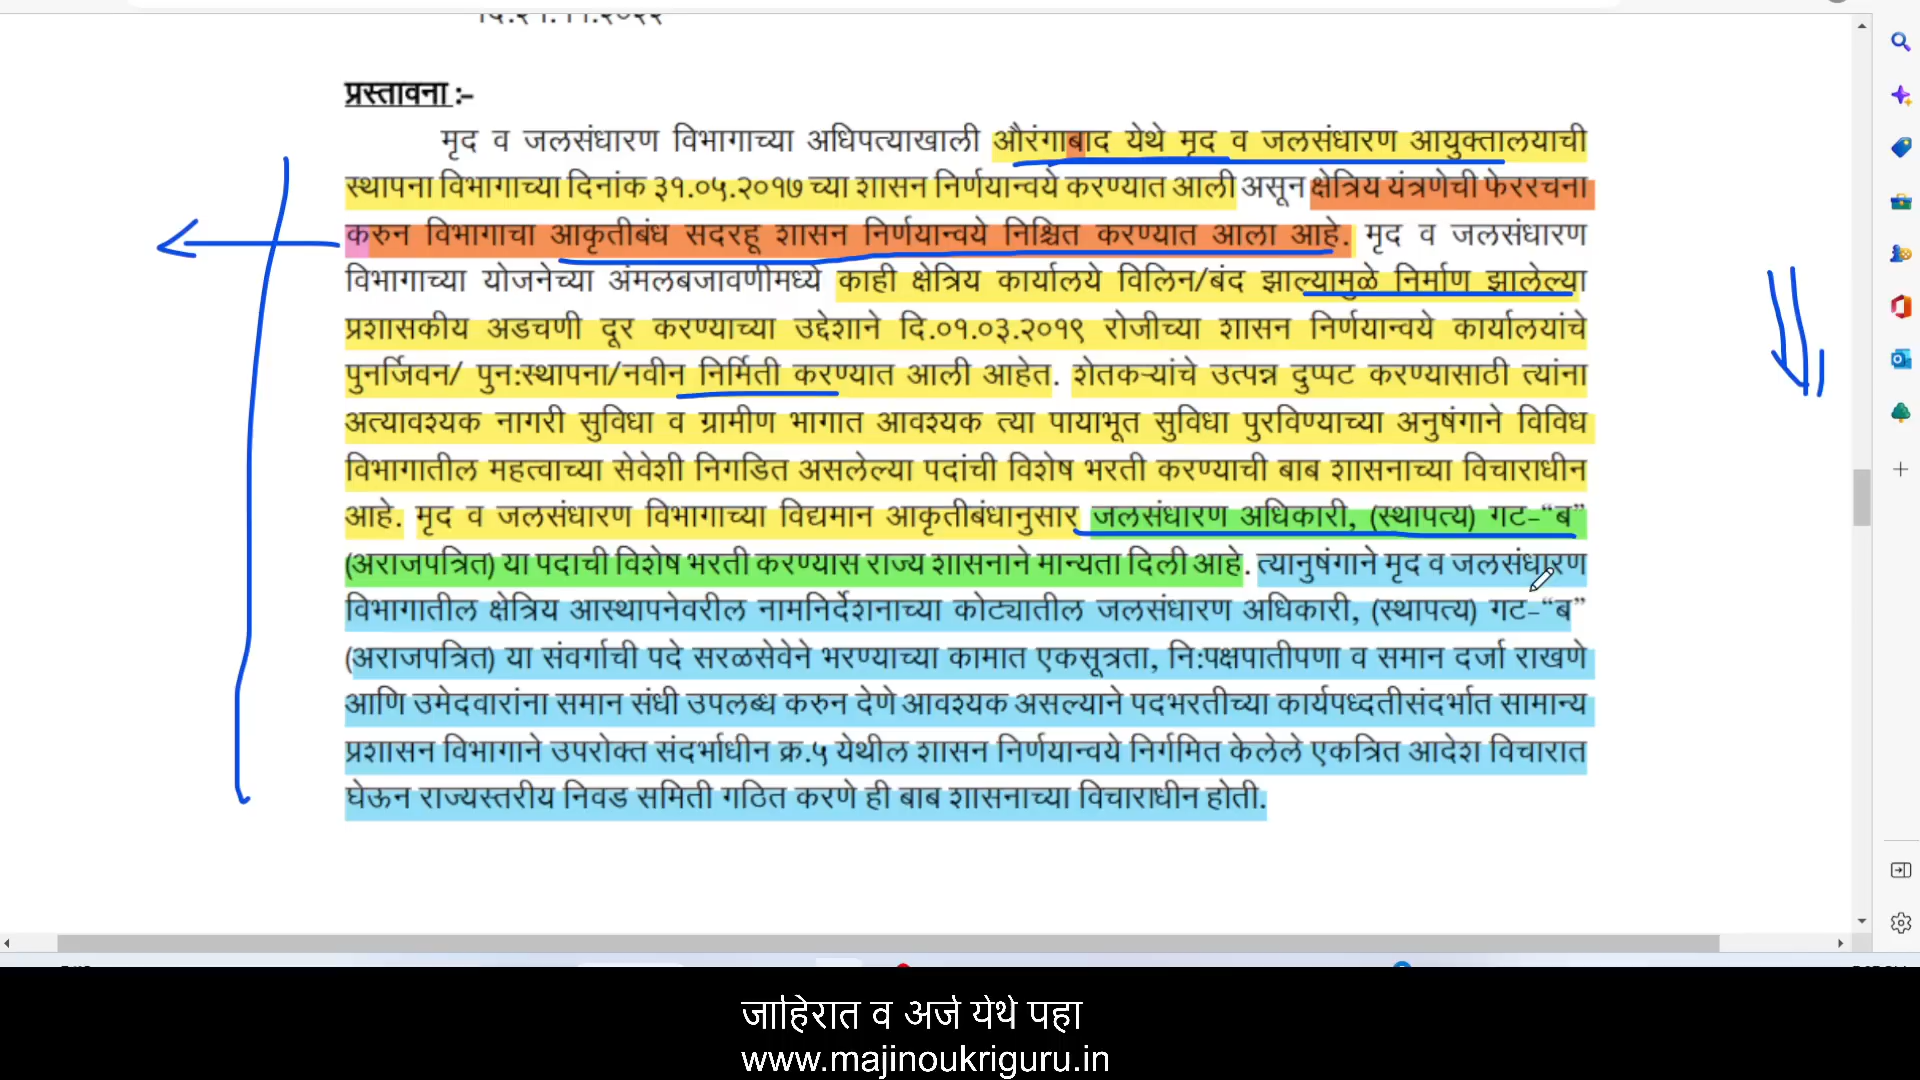 प्रस्तावना :-
मृद व जलसंधारण विभागाच्या अधिपत्याखाली औरंगाबाद येथे मृद व जलसंधारण आयुक्तालयाची
स्थापना विभागाच्या दिनांक ३१.०५.२०१७ च्या शासन निर्णयान्वये करण्यात आली असून क्षेत्रिय यंत्रणेची फेररचना
करुन विभागाचा आकृतीबंध सदरहू शासन निर्णयान्वये निश्चित करण्यात आला आहे. मृद व जलसंधारण
विभागाच्या योजनेच्या अंमलबजावणीमध्ये काही क्षेत्रिय कार्यालये विलिन/बंद झाल्यामुळे निर्माण झालेल्या
प्रशासकीय अडचणी दूर करण्याच्या उद्देशाने दि.०१.०३.२०१९ रोजीच्या शासन निर्णयान्वये कार्यालयांचे
पुनर्जिवन/ पुन:स्थापना/नवीन निर्मिती करण्यात आली आहेत. शेतकऱ्यांचे उत्पन्न दुप्पट करण्यासाठी त्यांना
अत्यावश्यक नागरी सुविधा व ग्रामीण भागात आवश्यक त्या पायाभूत सुविधा पुरविण्याच्या अनुषंगाने विविध
विभागातील महत्वाच्या सेवेशी निगडित असलेल्या पदांची विशेष भरती करण्याची बाब शासनाच्या विचाराधीन
आहे. मृद व जलसंधारण विभागाच्या विद्यमान आकृतीबंधानुसार जलसंधारण अधिकारी, (स्थापत्य) गट-“ब”
(अराजपत्रित) या पदाची विशेष भरती करण्यास राज्य शासनाने मान्यता दिली आहे. त्यानुषंगाने मृद व जलसंधारण
विभागातील क्षेत्रिय आस्थापनेवरील नामनिर्देशनाच्या कोट्यातील जलसंधारण अधिकारी, (स्थापत्य) गट-“ब”
(अराजपत्रित) या संवर्गाची पदे सरळसेवेने भरण्याच्या कामात एकसूत्रता, नि:पक्षपातीपणा व समान दर्जा राखणे
आणि उमेदवारांना समान संधी उपलब्ध करुन देणे आवश्यक असल्याने पदभरतीच्या कार्यपध्दतीसंदर्भात सामान्य
प्रशासन विभागाने उपरोक्त संदर्भाधीन क्र.५ येथील शासन निर्णयान्वये निर्गमित केलेले एकत्रित आदेश विचारात
घेऊन राज्यस्तरीय निवड समिती गठित करणे ही बाब शासनाच्या विचाराधीन होती.
जाहिरात व अर्ज येथे पहा
www.majinoukriguru.in